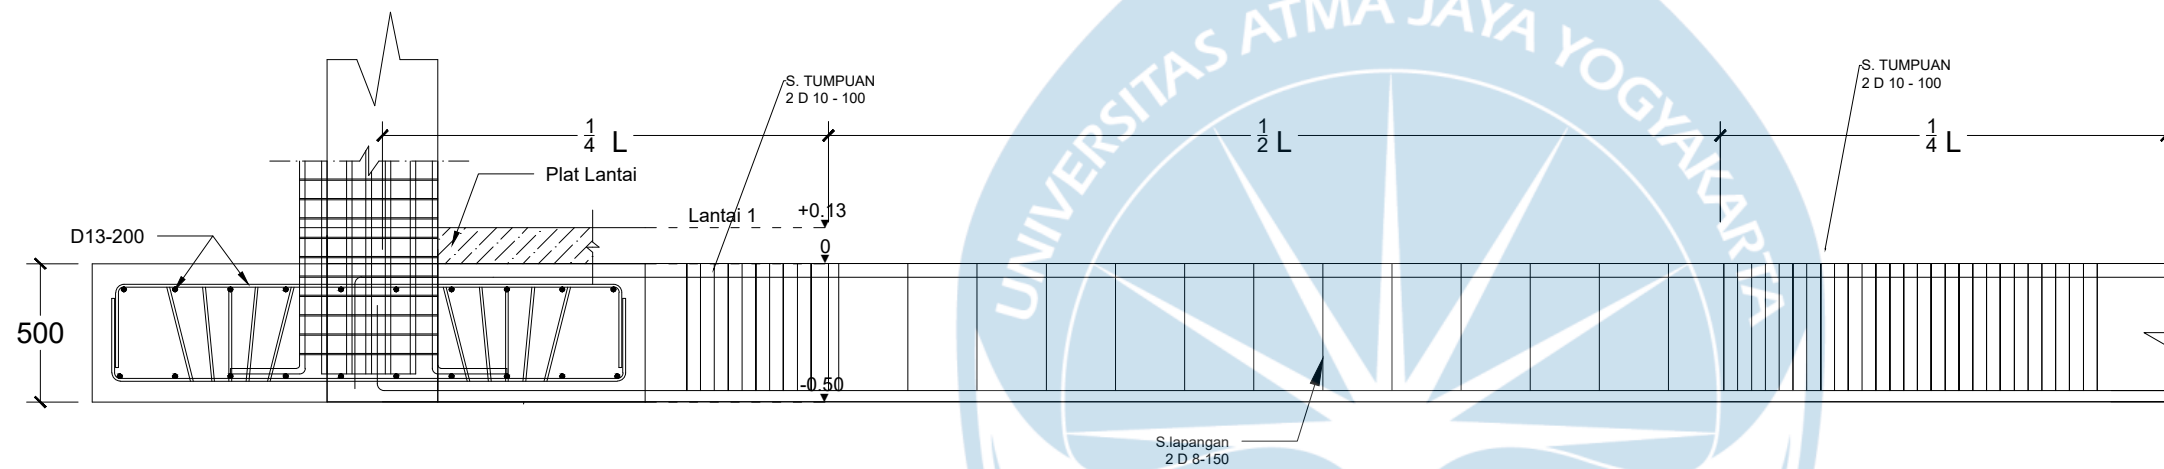 UNIVERSITAS ATMA JAYA YOGYAKARTA
S. TUMPUAN
2 D 10 - 100
S. TUMPUAN
2 D 10 - 100
1/4 L
1/2 L
1/4 L
Plat Lantai
Lantai 1
+0.13
D13-200
0
500
-0.50
S.lapangan
2 D 8-150